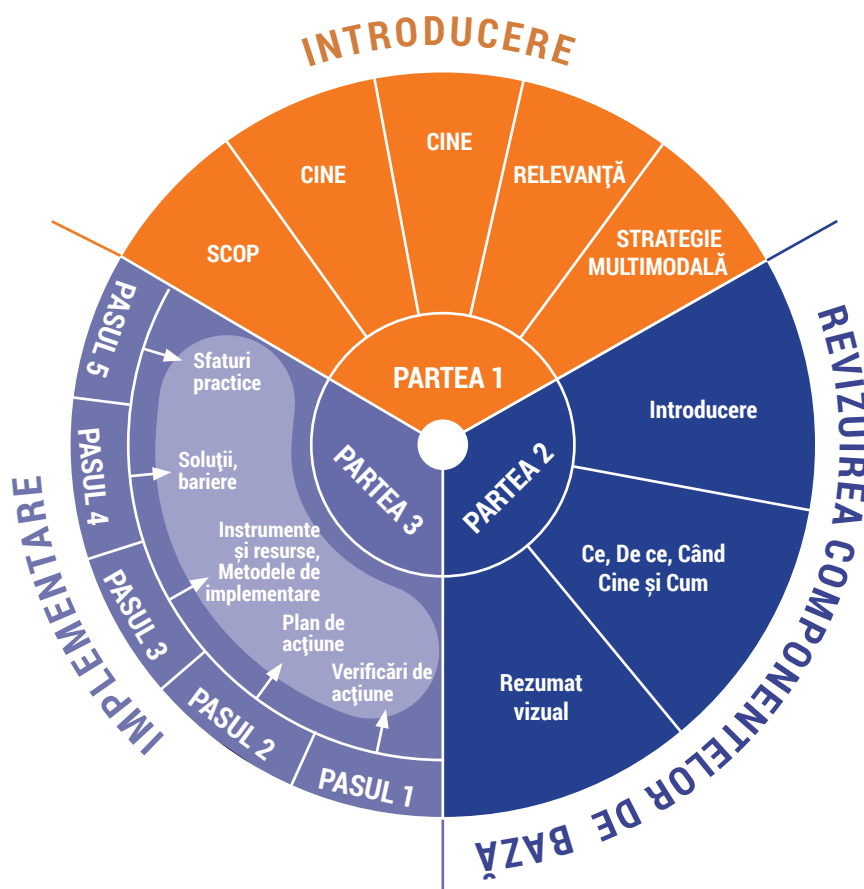 INTRODUCERE
SCOP
CINE
CINE
RELEVANŢĂ
STRATEGIE
MULTIMODALĂ
PARTEA 1
REVIZUIREA COMPONENTELOR DE BAZĂ
PARTEA 2
Introducere
Ce, De ce, Când
Cine și Cum
Rezumat
vizual
IMPLEMENTARE
PARTEA 3
PASUL 1
PASUL 2
PASUL 3
PASUL 4
PASUL 5
Sfaturi
practice
Soluţii,
bariere
Instrumente
și resurse,
Metodele de
implementare
Plan de
acţiune
Verificări de
acţiune